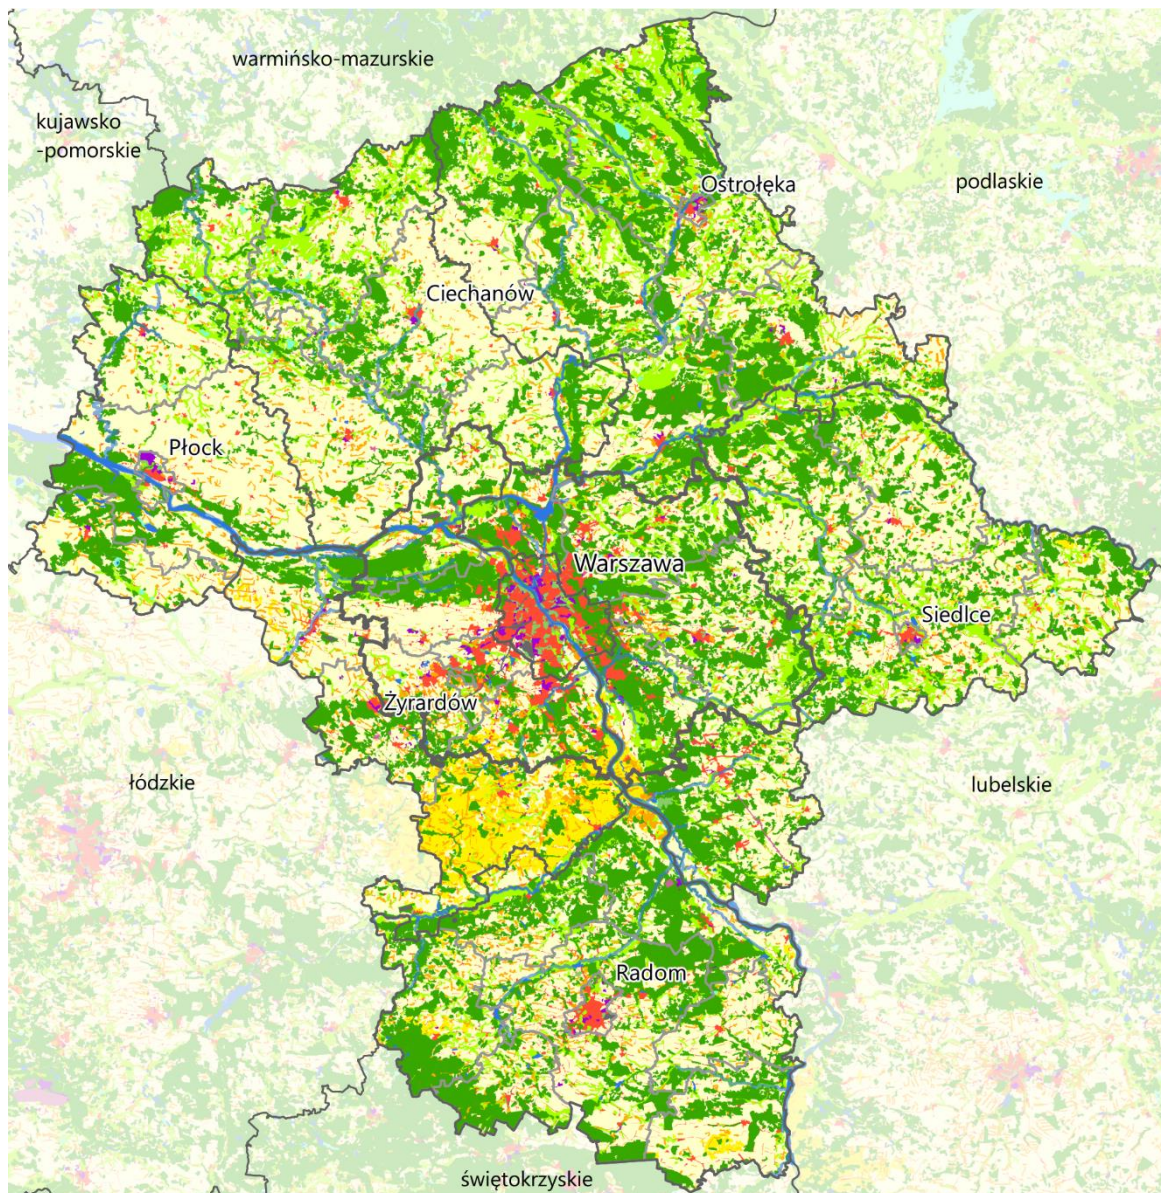 warmińsko-mazurskie
kujawsko
-pomorskie
podlaskie
Ostrołęka
Ciechanów
Płock
Warszawa
Siedlce
Żyrardów
łódzkie
lubelskie
Radom
świętokrzyskie